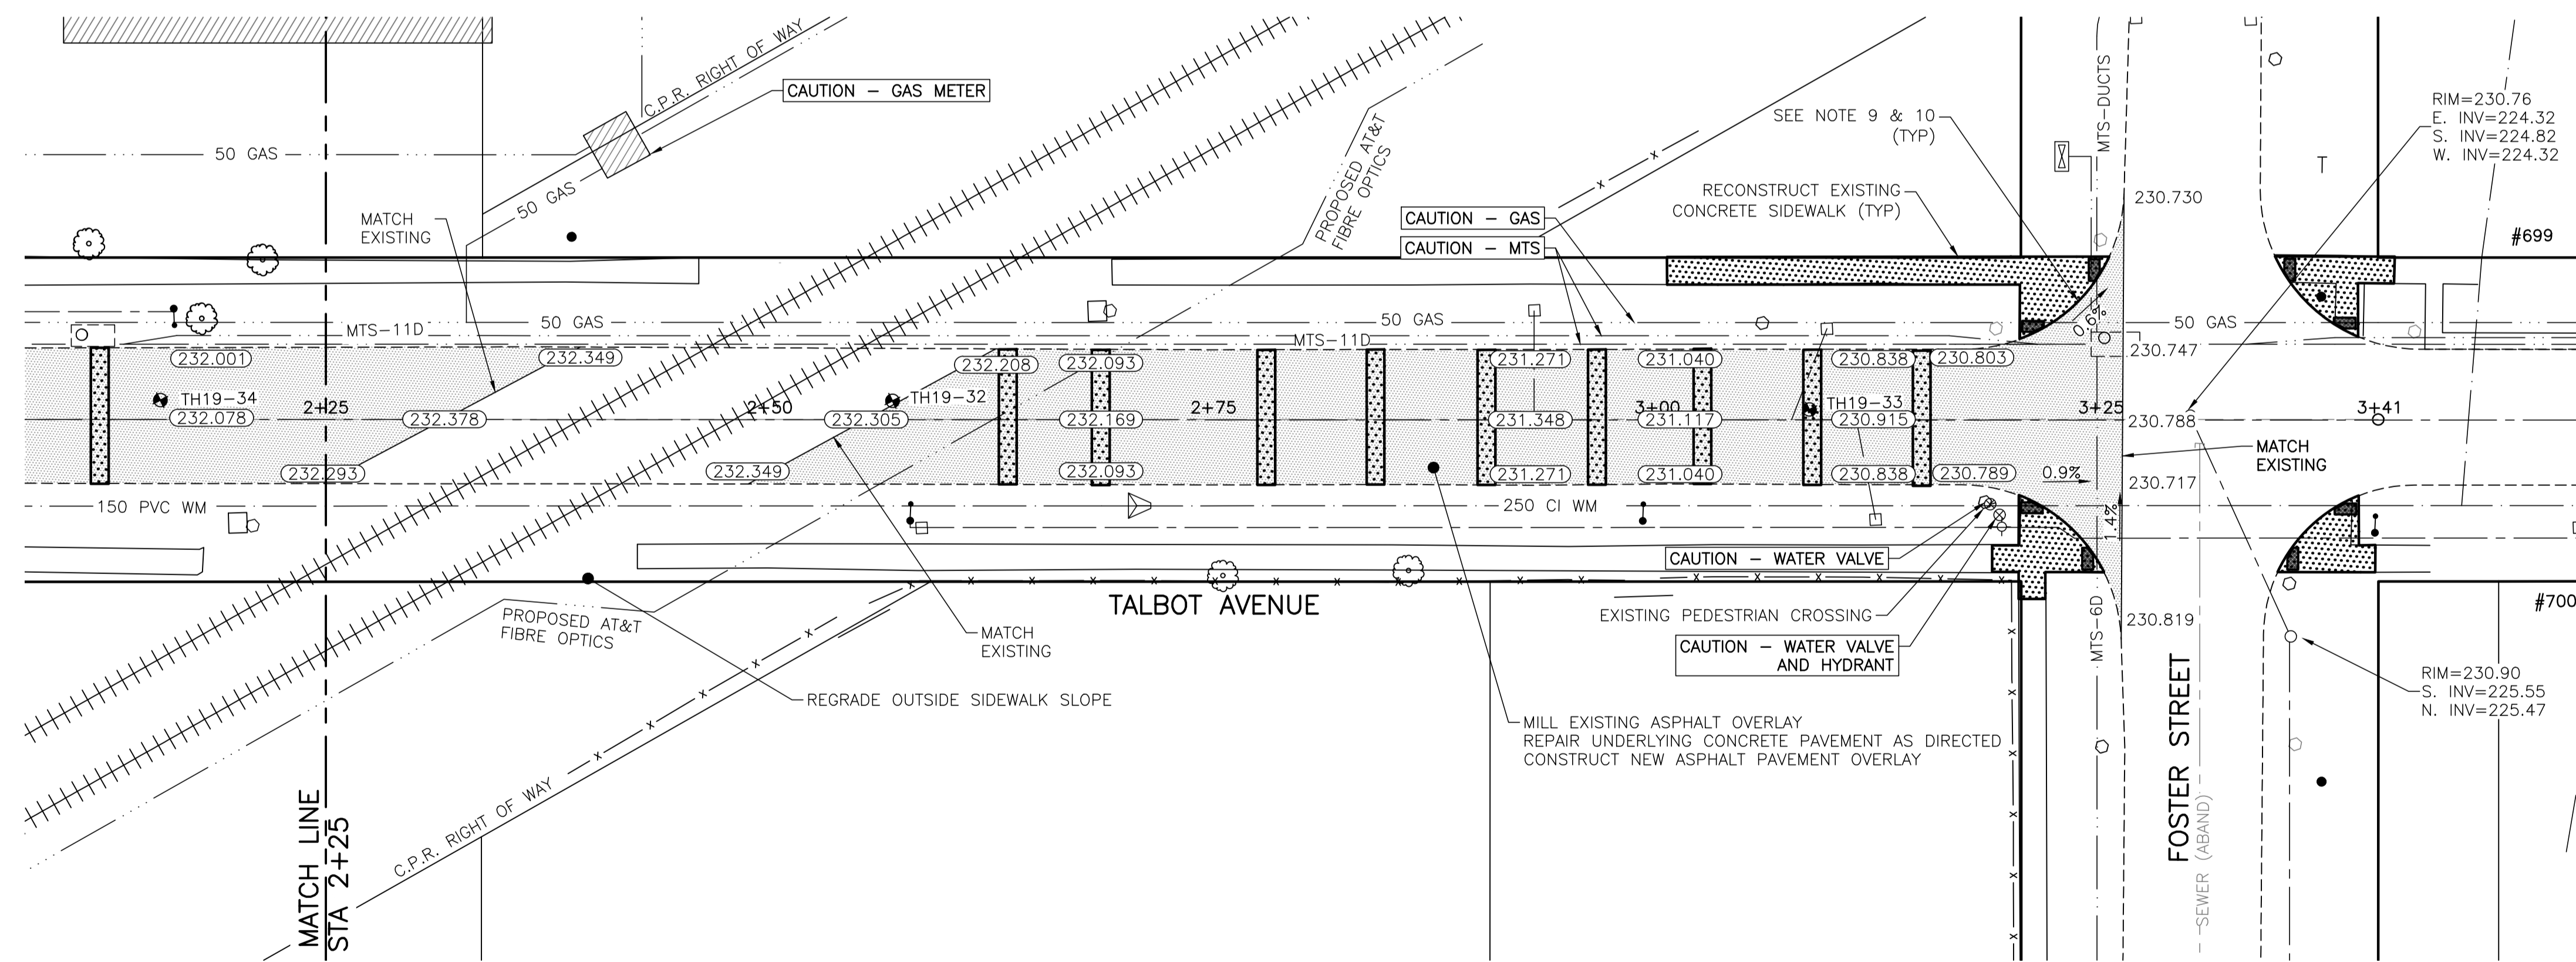 C.P.R. RIGHT OF WAY
CAUTION - GAS METER
50 GAS
50 GAS
MATCH
EXISTING
PROPOSED AT&T
FIBRE OPTICS
SEE NOTE 9 & 10
(TYP)
RECONSTRUCT EXISTING
CONCRETE SIDEWALK (TYP)
CAUTION - GAS
CAUTION - MTS
MTS-DUCTS
230.730
RIM=230.76
E. INV=224.32
S. INV=224.82
W. INV=224.32
T
#699
MTS-11D
50 GAS
50 GAS
MTS-11D
50 GAS
0.6%
230.747
232.001
232.349
232.208
232.093
231.271
231.040
230.838
230.803
TH19-34
TH19-32
TH19-33
2+25
2+50
2+75
3+00
3+25
3+41
232.078
232.378
232.305
232.169
231.348
231.117
230.915
230.788
232.293
232.349
232.093
231.271
231.040
230.838
230.789
0.9%
230.717
MATCH
EXISTING
150 PVC WM
250 CI WM
1.4%
CAUTION - WATER VALVE
TALBOT AVENUE
PROPOSED AT&T
FIBRE OPTICS
MATCH
EXISTING
EXISTING PEDESTRIAN CROSSING
CAUTION - WATER VALVE
AND HYDRANT
MTS-6D
230.819
#700
REGRADE OUTSIDE SIDEWALK SLOPE
RIM=230.90
S. INV=225.55
N. INV=225.47
MILL EXISTING ASPHALT OVERLAY
REPAIR UNDERLYING CONCRETE PAVEMENT AS DIRECTED
CONSTRUCT NEW ASPHALT PAVEMENT OVERLAY
C.P.R. RIGHT OF WAY
MATCH LINE
STA 2+25
FOSTER STREET
SEWER (ABAND)